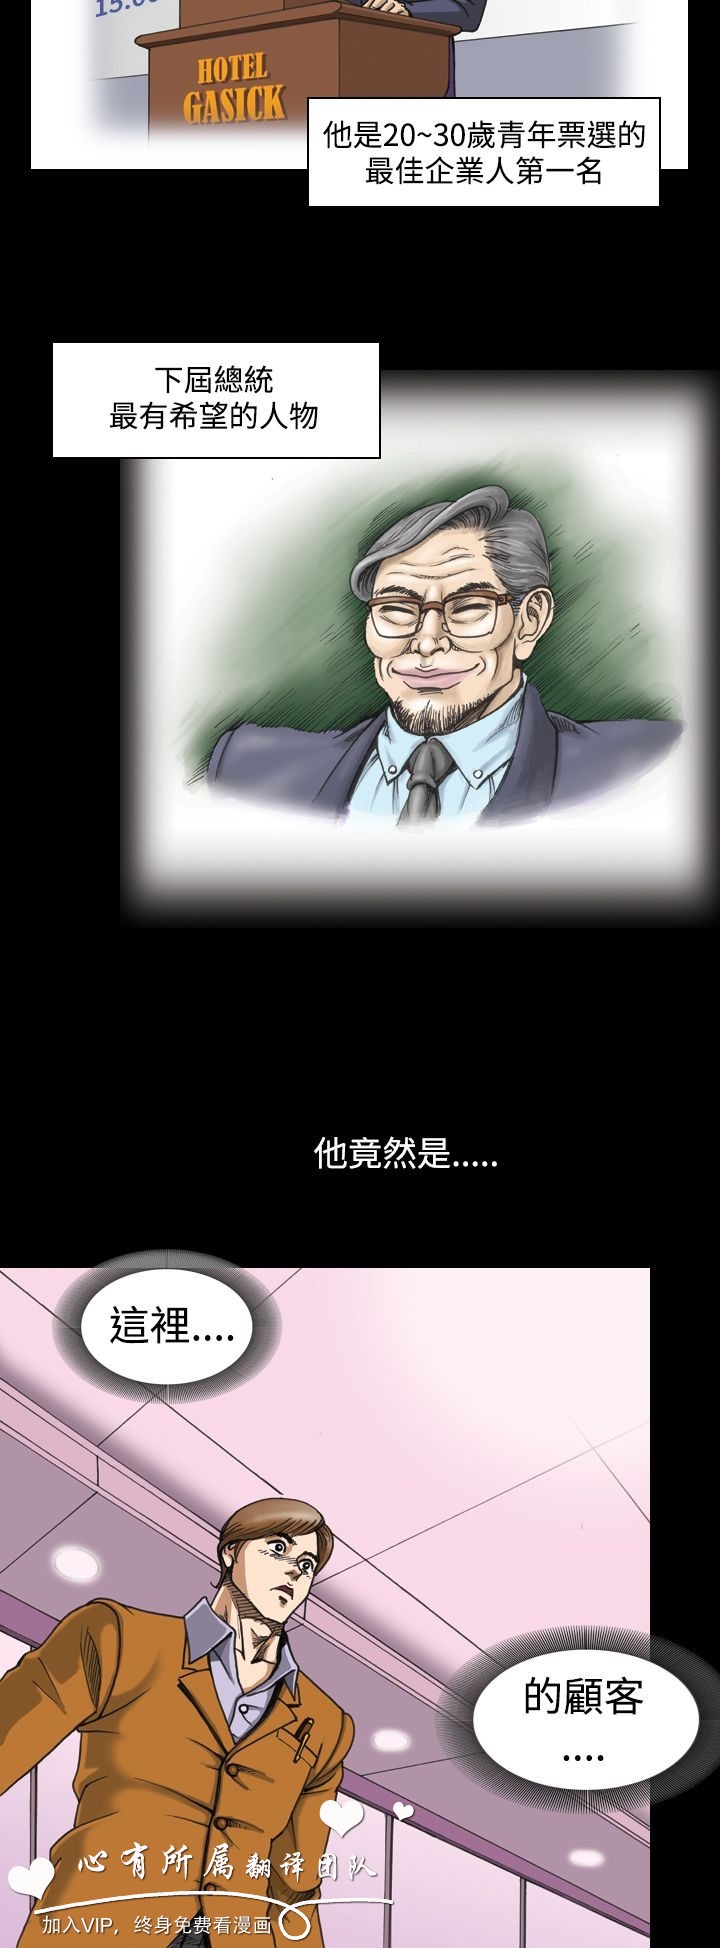 15:00
HOTEL
GASICK
他是20~30歲青年票選的
最佳企業人第一名
下屆總統
最有希望的人物
他竟然是.....
這裡....
的顧客
....
心有所属翻译团队
加入VIP，终身免费看漫画